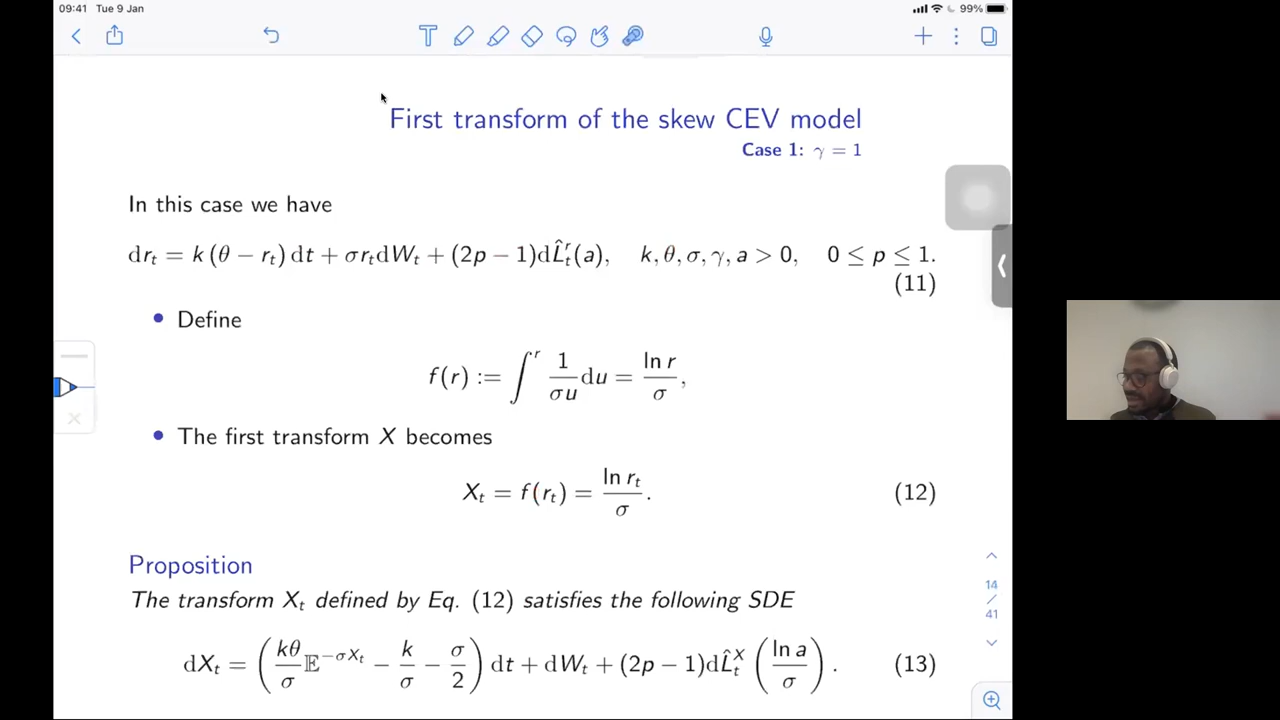 09:41 Tue 9 Jan 99%
First transform of the skew CEV model
Case 1: γ = 1
In this case we have
dr_t = k (θ − r_t) dt + σr_t dW_t + (2p − 1)dL̂^r_t(a), k, θ, σ, γ, a > 0, 0 ≤ p ≤ 1.
(11)
• Define
f(r) := ∫^r 1/(σu) du = ln r/σ,
• The first transform X becomes
X_t = f(r_t) = ln r_t/σ. (12)
Proposition
The transform X_t defined by Eq. (12) satisfies the following SDE
dX_t = (kθ/σ 𝔼^{−σX_t} − k/σ − σ/2) dt + dW_t + (2p − 1)dL̂^X_t (ln a/σ). (13)
14
/
41